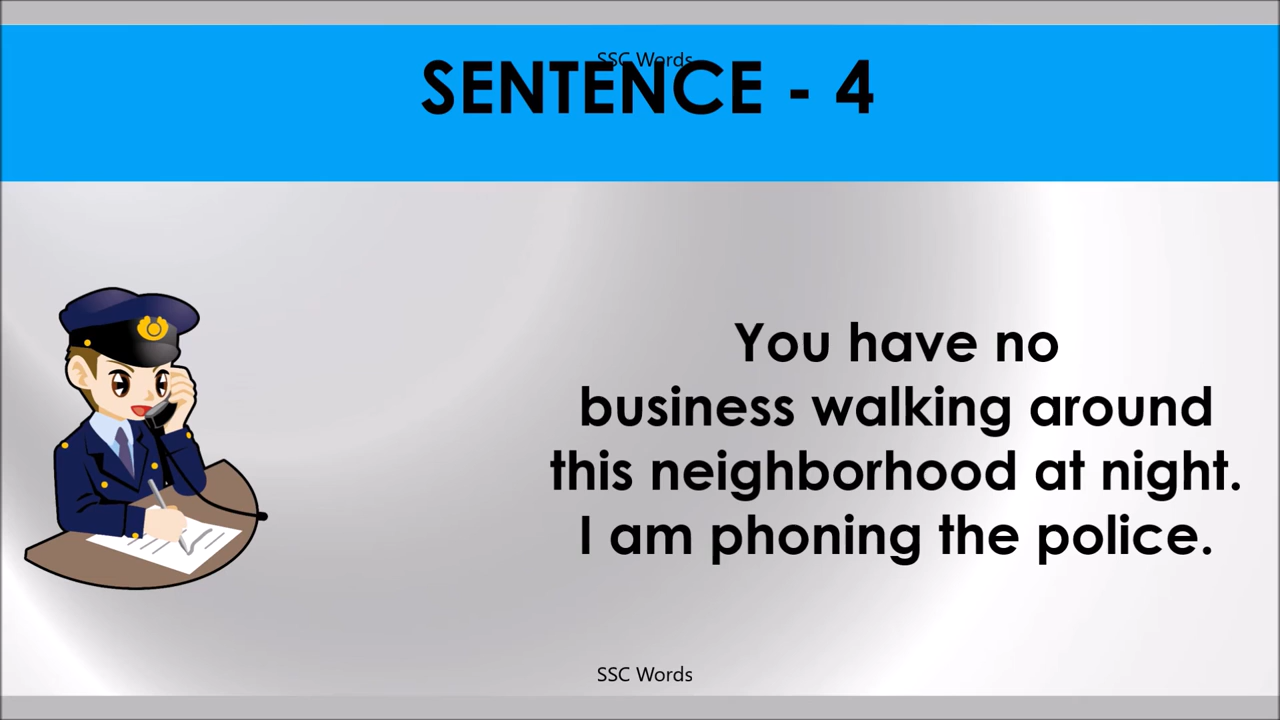 SSC Words
SENTENCE - 4
You have no
business walking around
this neighborhood at night.
I am phoning the police.
SSC Words